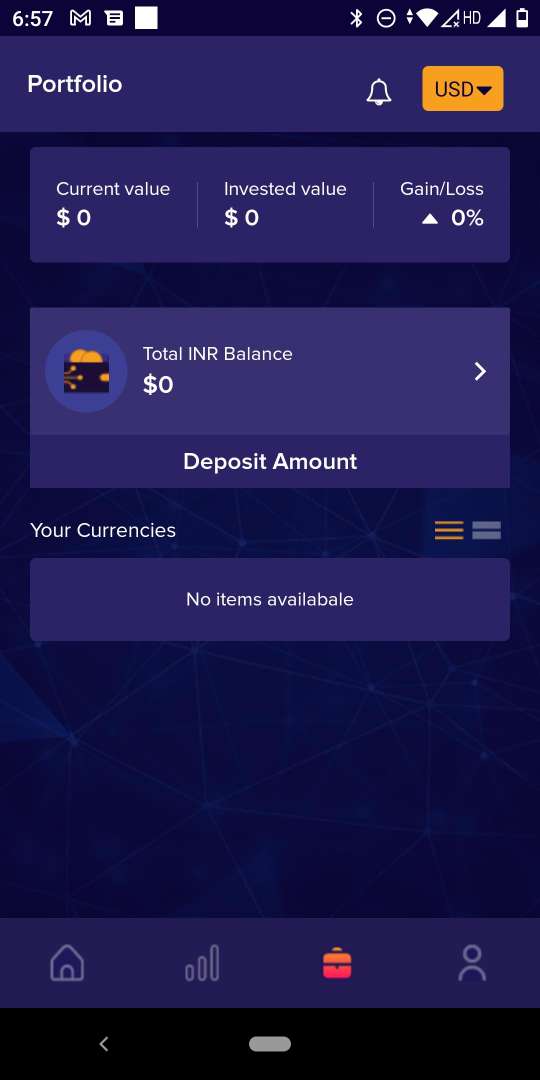 6:57
HD
Portfolio
USD
Current value
Invested value
Gain/Loss
$ 0
$ 0
0%
Total INR Balance
$0
Deposit Amount
Your Currencies
No items availabale